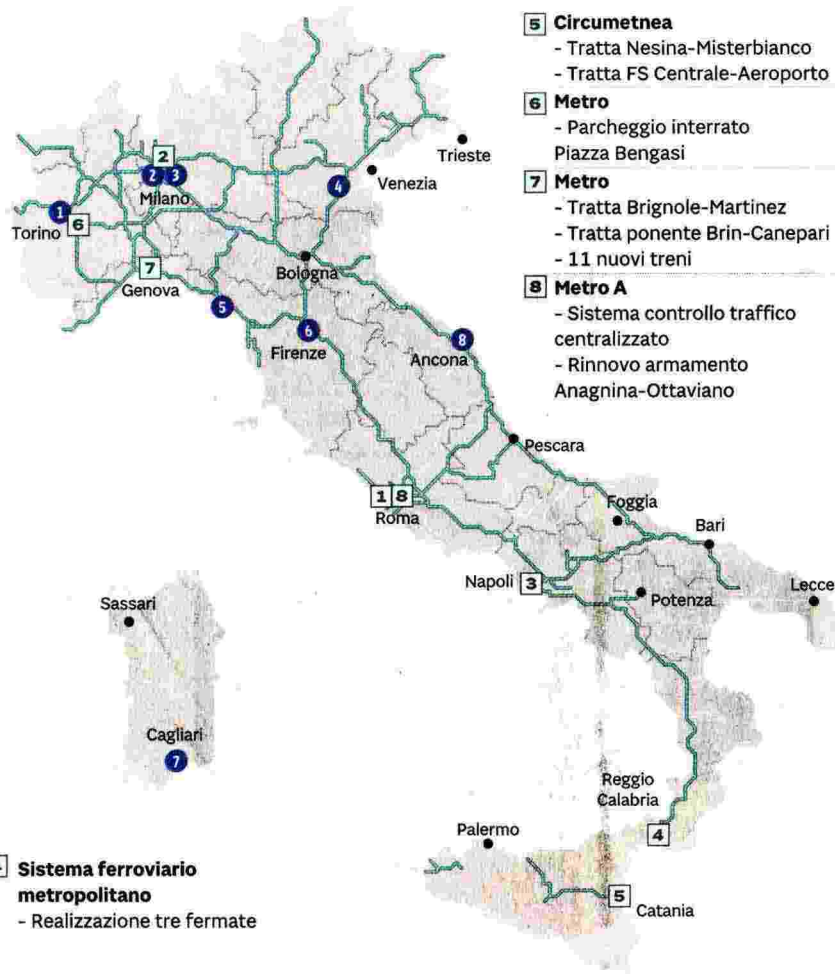 5 Circumetnea
- Tratta Nesina-Misterbianco
- Tratta FS Centrale-Aeroporto
6 Metro
- Parcheggio interrato
Piazza Bengasi
7 Metro
- Tratta Brignole-Martinez
- Tratta ponente Brin-Canepari
- 11 nuovi treni
8 Metro A
- Sistema controllo traffico
centralizzato
- Rinnovo armamento
Anagnina-Ottaviano
Trieste
2
2 3
Milano
4
Venezia
1
Torino
6
7
Genova
Bologna
5
6
Firenze
8
Ancona
Pescara
1 8
Roma
Foggia
Bari
Napoli
3
Potenza
Lecce
Sassari
Cagliari
7
Reggio
Calabria
4
Palermo
5
Catania
Sistema ferroviario
metropolitano
- Realizzazione tre fermate